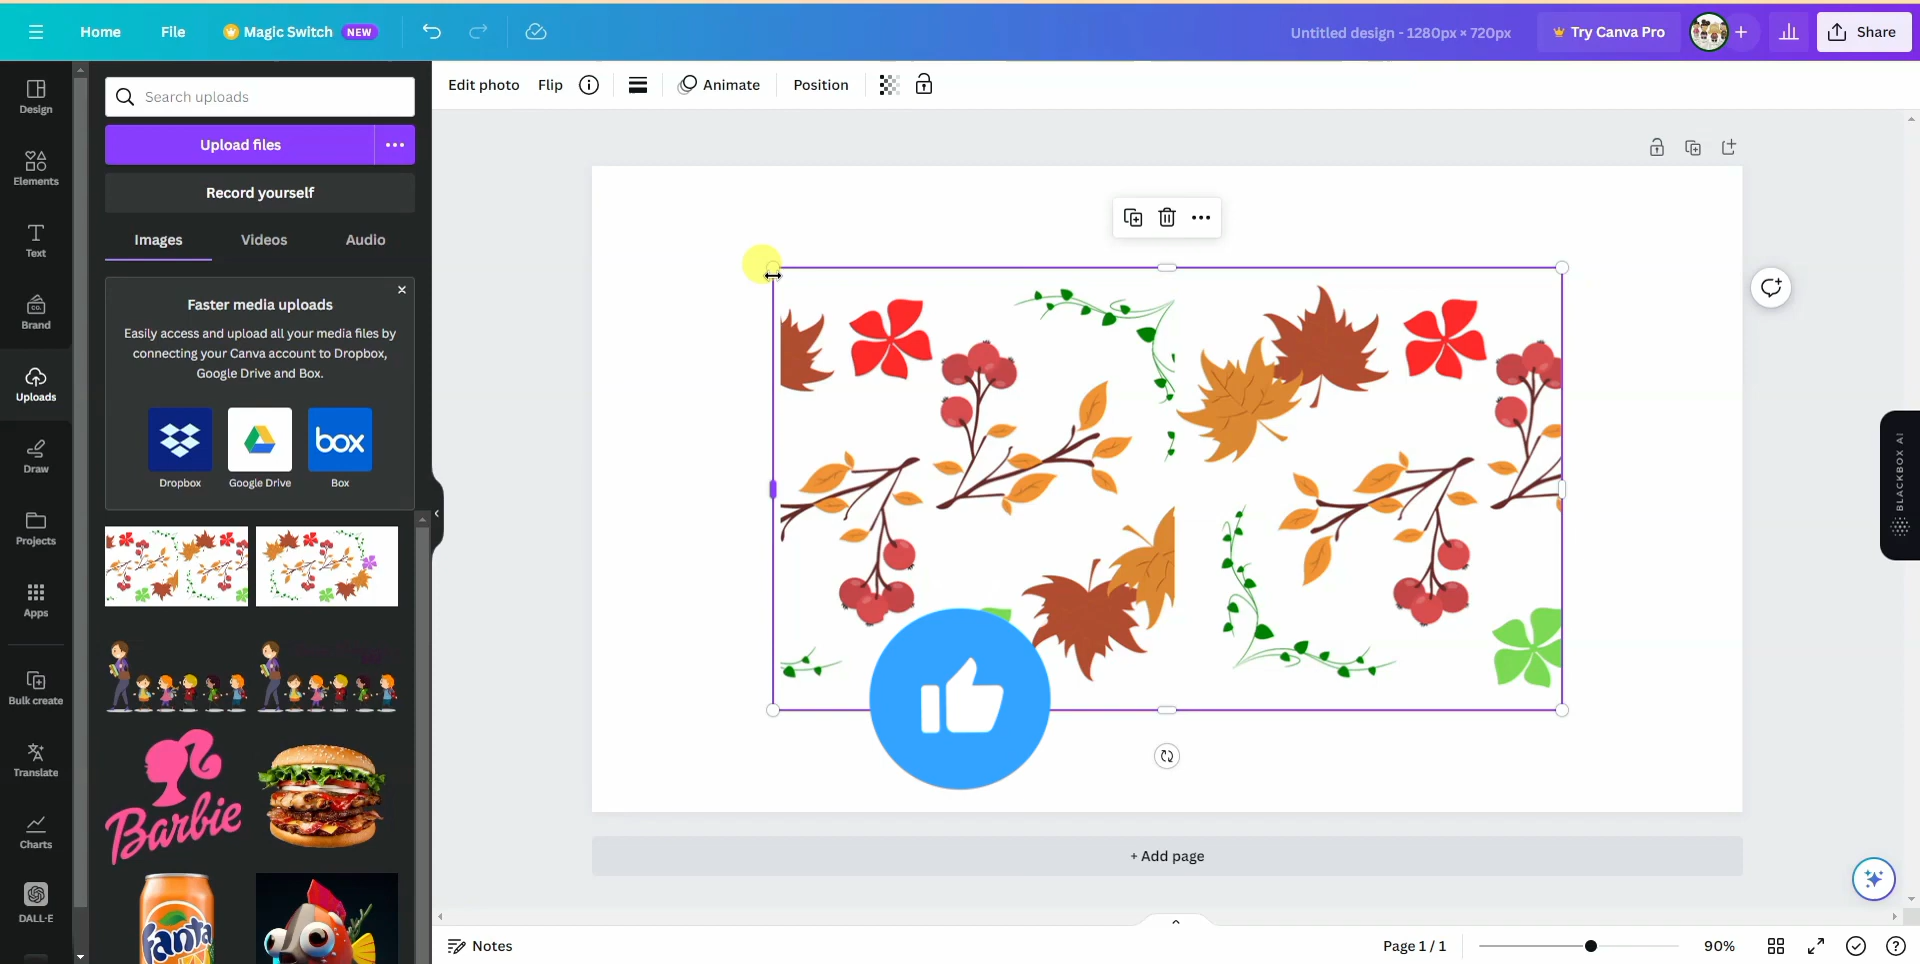 Home
File
Magic Switch NEW
Untitled design - 1280px × 720px
Try Canva Pro
Share
Design
Elements
Text
Brand
CO.
Uploads
Draw
Projects
Apps
Bulk create
Translate
Charts
DALL-E
Search uploads
Upload files
Record yourself
Images
Videos
Audio
Faster media uploads
Easily access and upload all your media files by
connecting your Canva account to Dropbox,
Google Drive and Box.
box
Dropbox
Google Drive
Box
Barbie
Fanta
Edit photo
Flip
Animate
Position
BLACKBOX AI
+ Add page
Notes
Page 1 / 1
90%